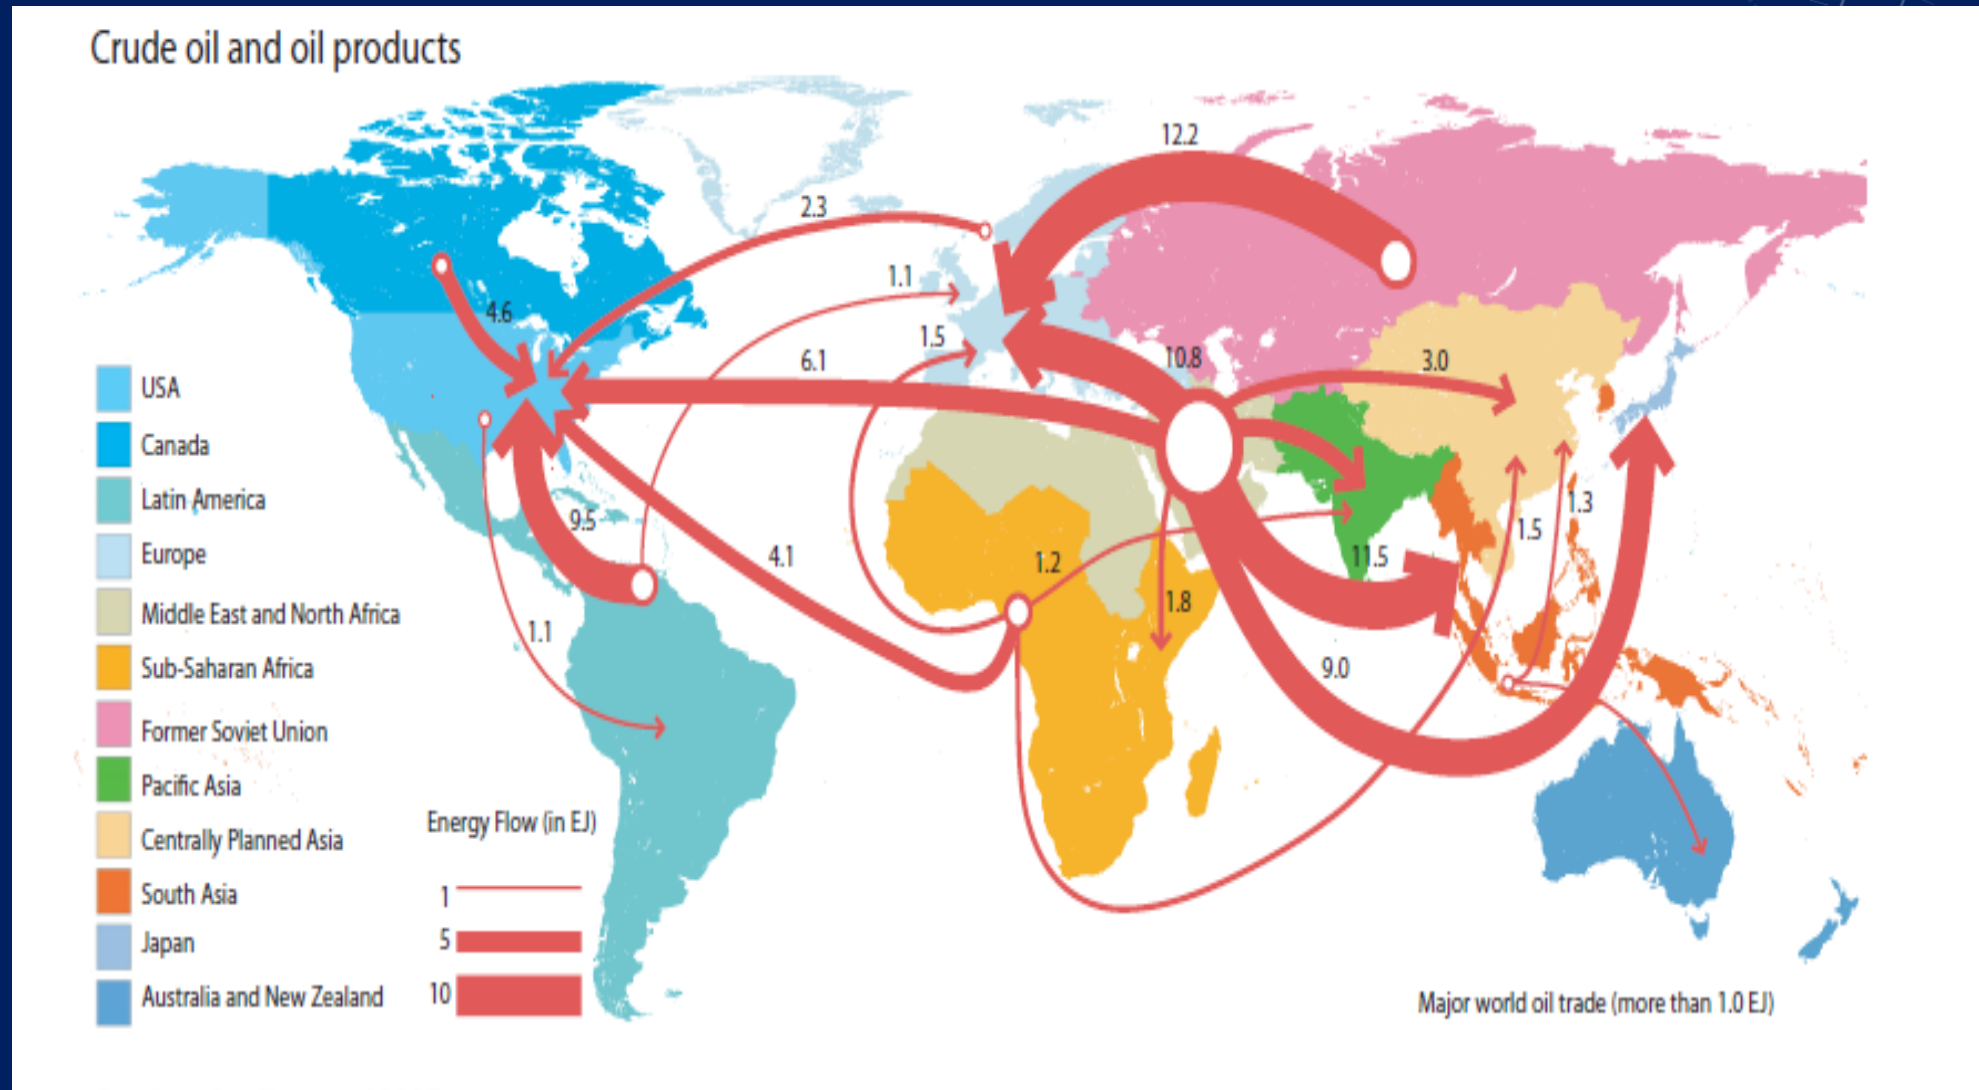 Crude oil and oil products
12.2
2.3
1.1
4.6
1.5
6.1
10.8
3.0
USA
Canada
Latin America
Europe
Middle East and North Africa
Sub-Saharan Africa
Former Soviet Union
Pacific Asia
Centrally Planned Asia
South Asia
Japan
Australia and New Zealand
9.5
4.1
1.2
1.3
1.5
11.5
1.8
1.1
9.0
Energy Flow (in EJ)
1
5
10
Major world oil trade (more than 1.0 EJ)